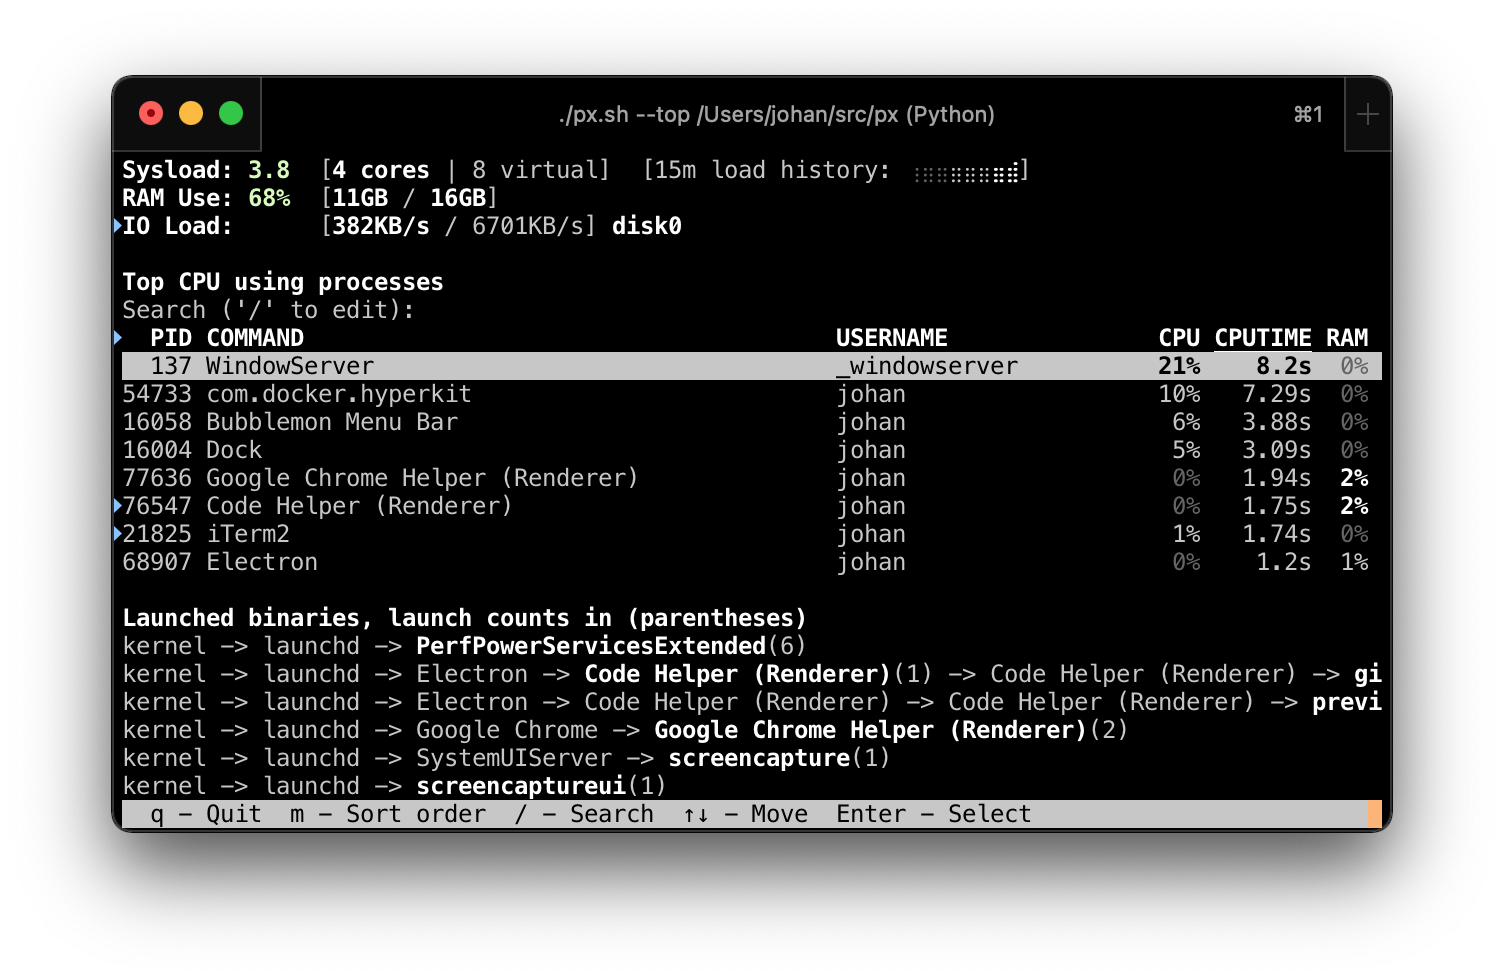 ./px.sh --top /Users/johan/src/px (Python) ⌘1 +
Sysload: 3.8 [4 cores | 8 virtual] [15m load history: ]
RAM Use: 68% [11GB / 16GB]
IO Load: [382KB/s / 6701KB/s] disk0
Top CPU using processes
Search ('/' to edit):
PID COMMAND USERNAME CPU CPUTIME RAM
137 WindowServer _windowserver 21% 8.2s 0%
54733 com.docker.hyperkit johan 10% 7.29s 0%
16058 Bubblemon Menu Bar johan 6% 3.88s 0%
16004 Dock johan 5% 3.09s 0%
77636 Google Chrome Helper (Renderer) johan 0% 1.94s 2%
76547 Code Helper (Renderer) johan 0% 1.75s 2%
21825 iTerm2 johan 1% 1.74s 0%
68907 Electron johan 0% 1.2s 1%
Launched binaries, launch counts in (parentheses)
kernel -> launchd -> PerfPowerServicesExtended(6)
kernel -> launchd -> Electron -> Code Helper (Renderer)(1) -> Code Helper (Renderer) -> gi
kernel -> launchd -> Electron -> Code Helper (Renderer) -> Code Helper (Renderer) -> previ
kernel -> launchd -> Google Chrome -> Google Chrome Helper (Renderer)(2)
kernel -> launchd -> SystemUIServer -> screencapture(1)
kernel -> launchd -> screencaptureui(1)
q - Quit m - Sort order / - Search ↑↓ - Move Enter - Select